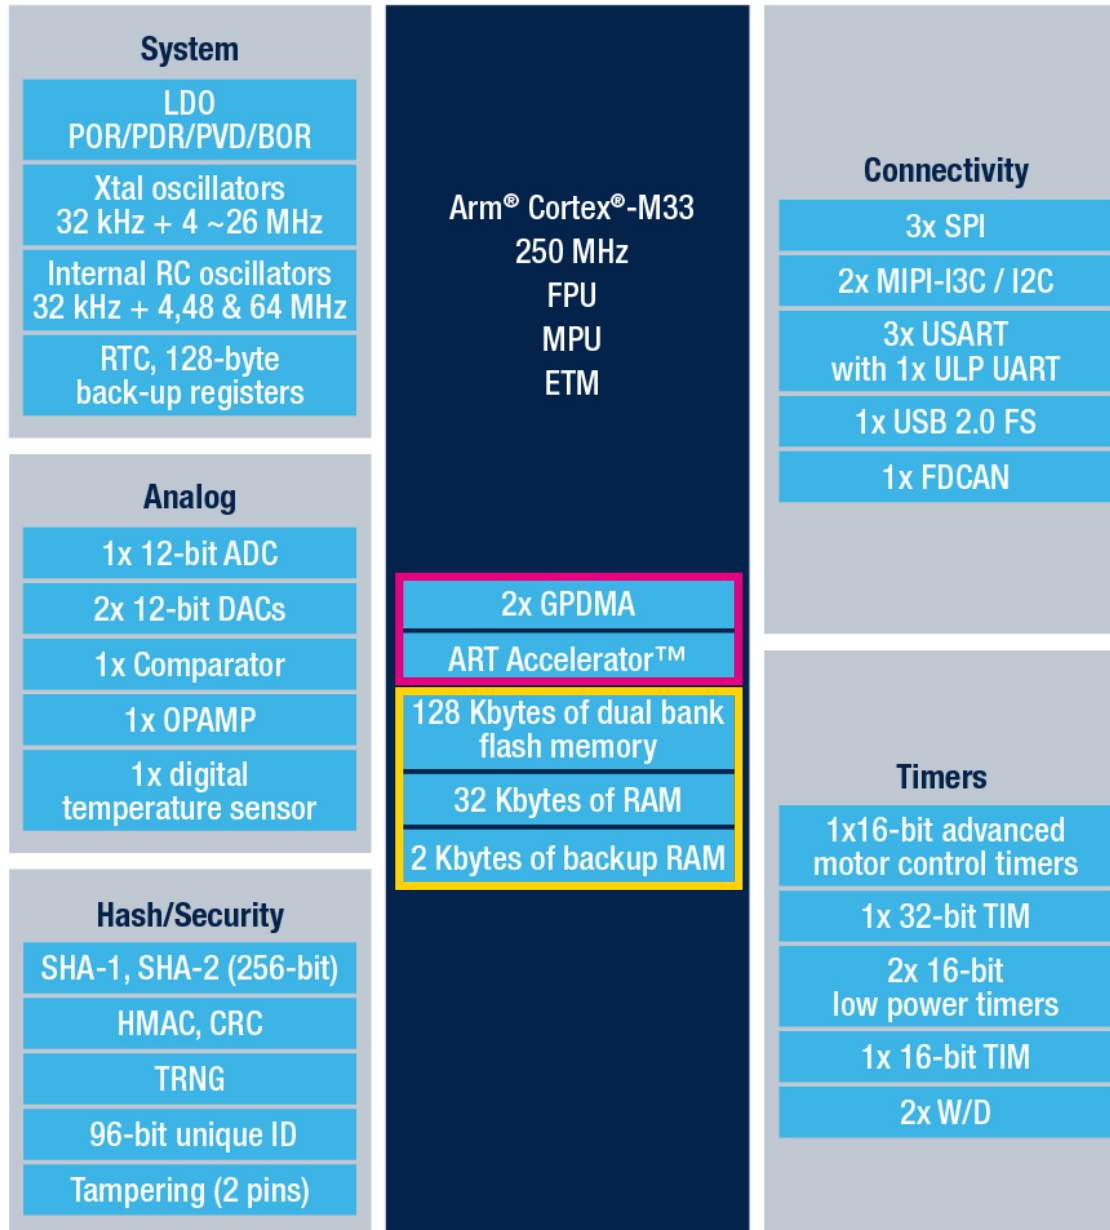 System
LDO
POR/PDR/PVD/BOR
Xtal oscillators
32 kHz + 4 ~26 MHz
Internal RC oscillators
32 kHz + 4,48 & 64 MHz
RTC, 128-byte
back-up registers
Analog
1x 12-bit ADC
2x 12-bit DACs
1x Comparator
1x OPAMP
1x digital
temperature sensor
Hash/Security
SHA-1, SHA-2 (256-bit)
HMAC, CRC
TRNG
96-bit unique ID
Tampering (2 pins)
Arm® Cortex®-M33
250 MHz
FPU
MPU
ETM
2x GPDMA
ART Accelerator™
128 Kbytes of dual bank
flash memory
32 Kbytes of RAM
2 Kbytes of backup RAM
Connectivity
3x SPI
2x MIPI-I3C / I2C
3x USART
with 1x ULP UART
1x USB 2.0 FS
1x FDCAN
Timers
1x16-bit advanced
motor control timers
1x 32-bit TIM
2x 16-bit
low power timers
1x 16-bit TIM
2x W/D